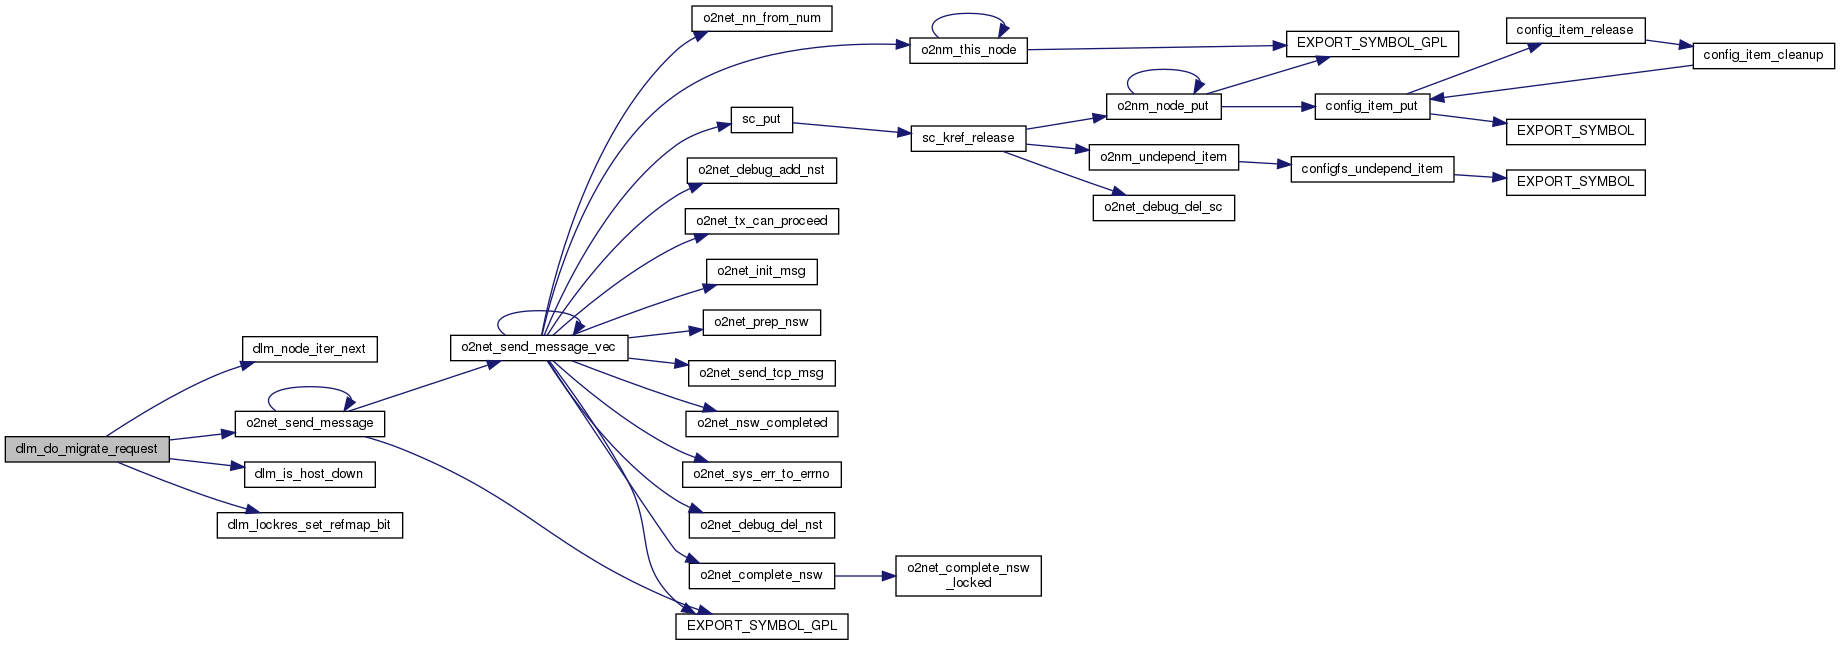 dlm_do_migrate_request
dlm_node_iter_next
o2net_send_message
dlm_is_host_down
dlm_lockres_set_refmap_bit
o2net_send_message_vec
o2net_nn_from_num
o2nm_this_node
sc_put
o2net_debug_add_nst
o2net_tx_can_proceed
o2net_init_msg
o2net_prep_nsw
o2net_send_tcp_msg
o2net_nsw_completed
o2net_sys_err_to_errno
o2net_debug_del_nst
o2net_complete_nsw
EXPORT_SYMBOL_GPL
o2net_complete_nsw
_locked
sc_kref_release
o2nm_node_put
o2nm_undepend_item
o2net_debug_del_sc
EXPORT_SYMBOL_GPL
config_item_put
configfs_undepend_item
config_item_release
config_item_cleanup
EXPORT_SYMBOL
EXPORT_SYMBOL